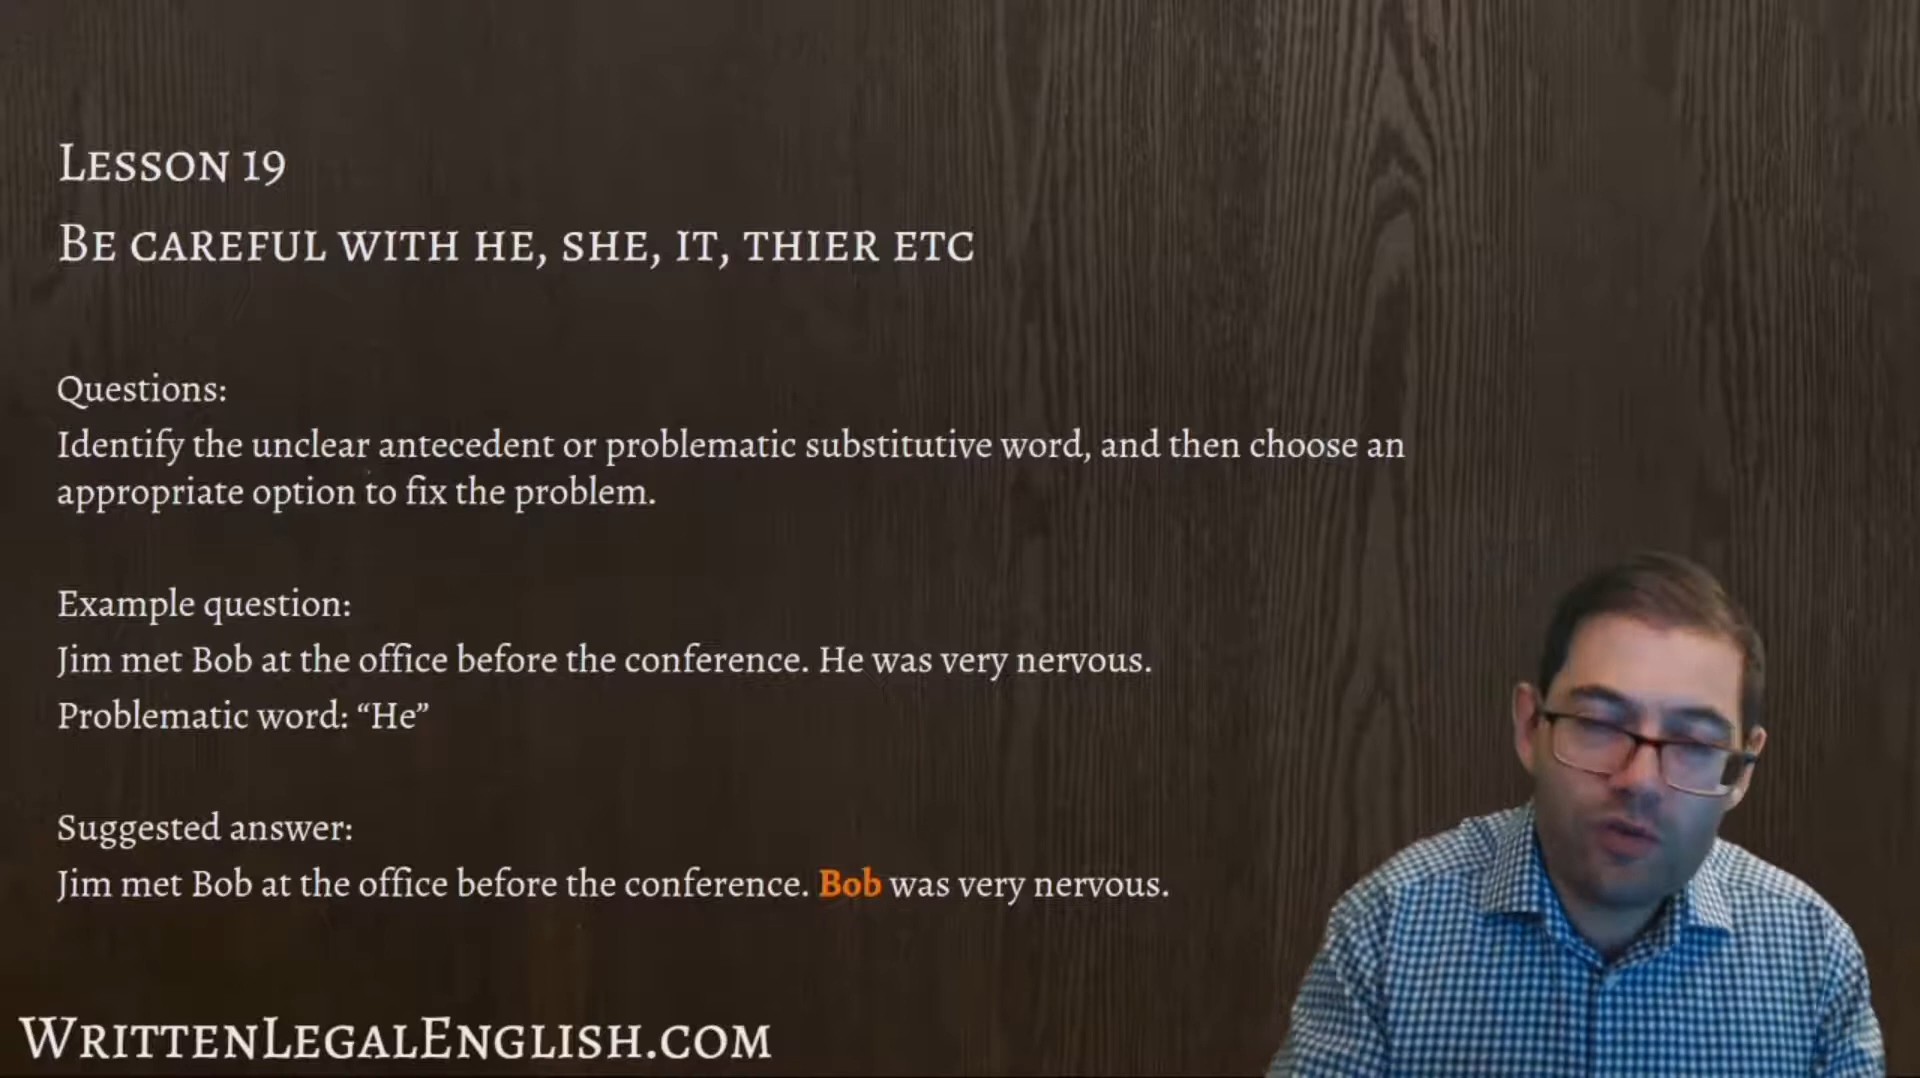 Lesson 19
Be careful with he, she, it, thier etc
Questions:
Identify the unclear antecedent or problematic substitutive word, and then choose an
appropriate option to fix the problem.
Example question:
Jim met Bob at the office before the conference. He was very nervous.
Problematic word: “He”
Suggested answer:
Jim met Bob at the office before the conference. Bob was very nervous.
WrittenLegalEnglish.com